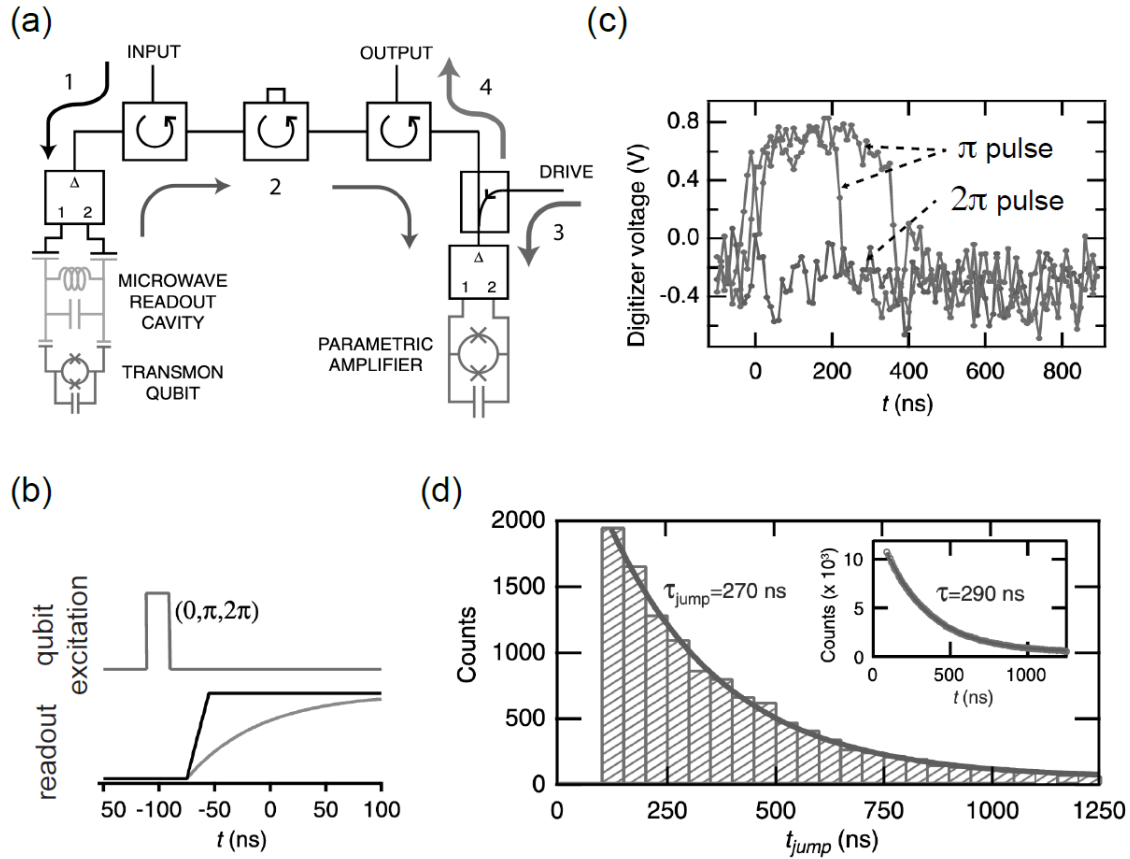 (a)
INPUT
OUTPUT
1
4
2
DRIVE
3
Δ
1 2
MICROWAVE
READOUT
CAVITY
TRANSMON
QUBIT
Δ
1 2
PARAMETRIC
AMPLIFIER
(c)
Digitizer voltage (V)
0.8
0.4
0.0
-0.4
π pulse
2π pulse
0 200 400 600 800
t (ns)
(b)
qubit
excitation
(0,π,2π)
readout
50 -100 -50 0 50 100
t (ns)
(d)
Counts
2000
1500
1000
500
0
τjump=270 ns
0 250 500 750 1000 1250
tjump (ns)
Counts (x 10³)
10
5
0
τ=290 ns
0 500 1000
t (ns)